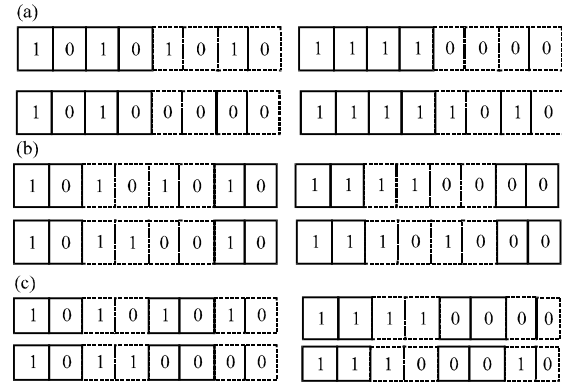 (a)
1 0 1 0 1 0 1 0 1 1 1 1 0 0 0 0
1 0 1 0 0 0 0 0 1 1 1 1 1 0 1 0
(b)
1 0 1 0 1 0 1 0 1 1 1 1 0 0 0 0
1 0 1 1 0 0 1 0 1 1 1 0 1 0 0 0
(c)
1 0 1 0 1 0 1 0 1 1 1 1 0 0 0 0
1 0 1 1 0 0 0 0 1 1 1 0 0 0 1 0